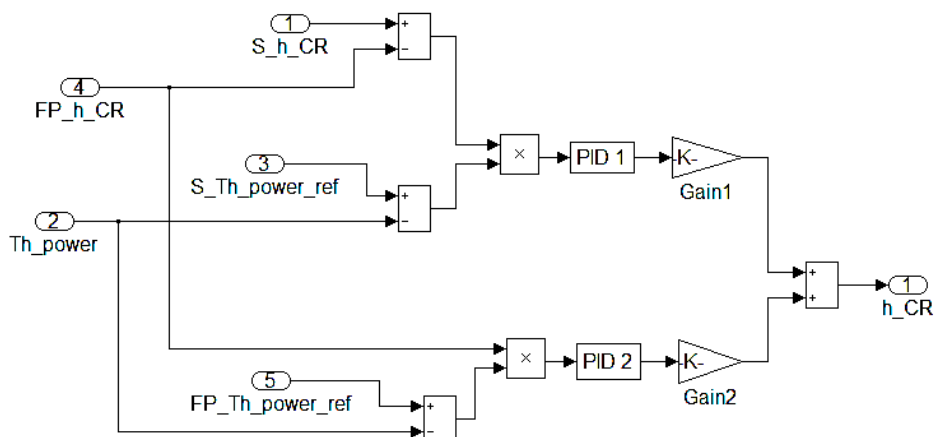 1
+
−
S_h_CR
4
FP_h_CR
×
PID 1
-K-
Gain1
3
S_Th_power_ref
+
−
2
Th_power
+
+
1
h_CR
×
PID 2
-K-
Gain2
5
FP_Th_power_ref
+
−